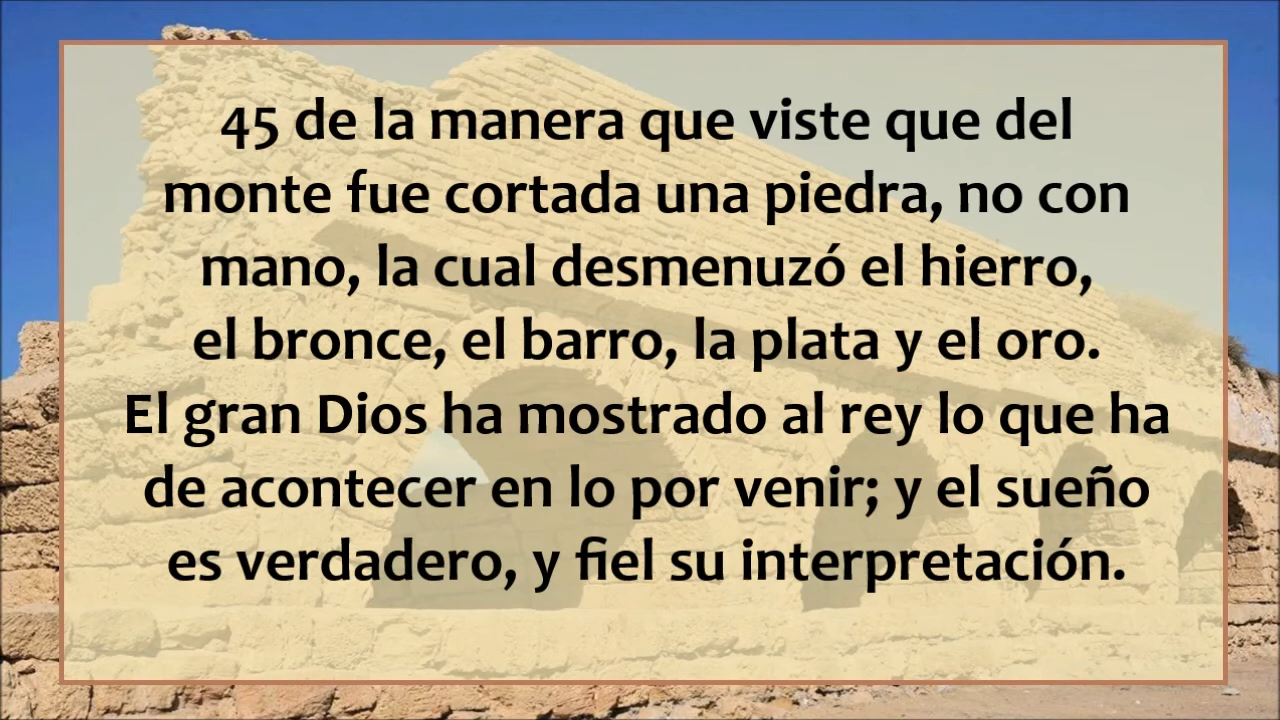 45 de la manera que viste que del
monte fue cortada una piedra, no con
mano, la cual desmenuzó el hierro,
el bronce, el barro, la plata y el oro.
El gran Dios ha mostrado al rey lo que ha
de acontecer en lo por venir; y el sueño
es verdadero, y fiel su interpretación.